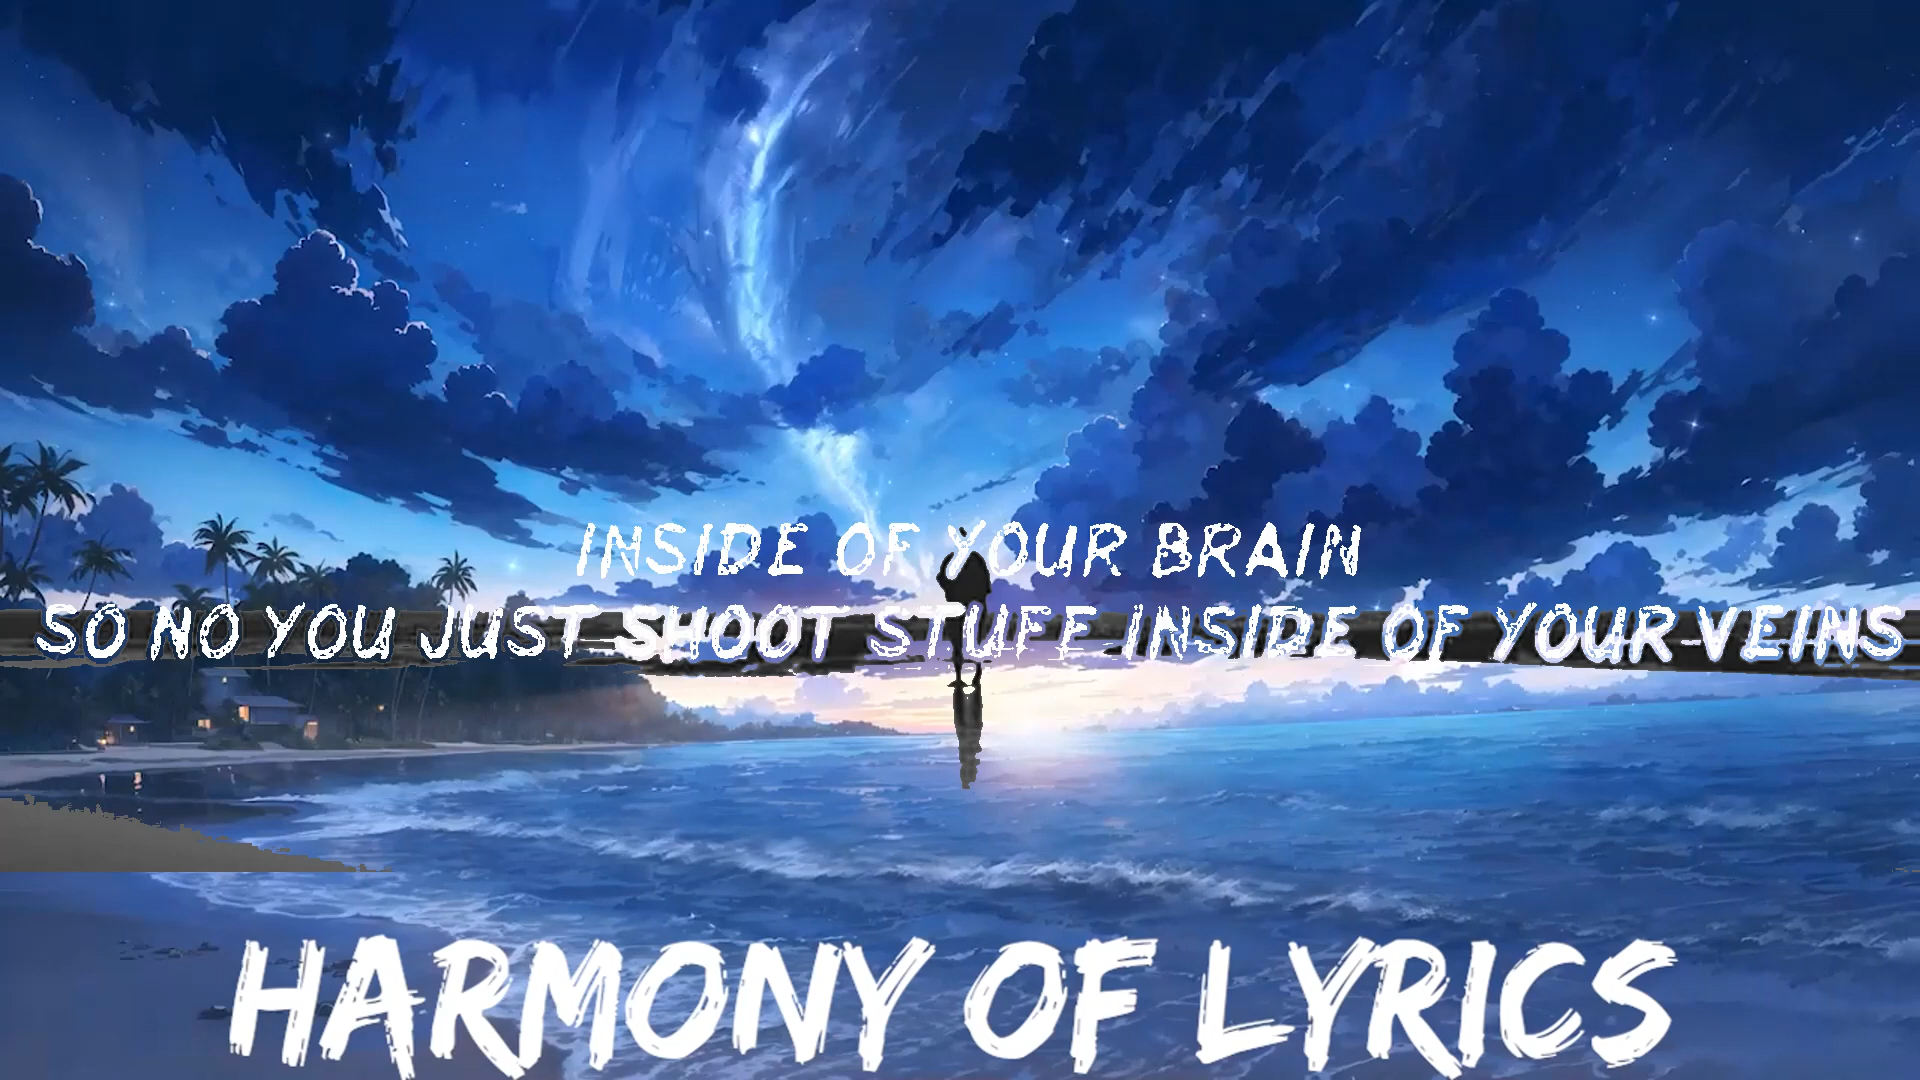 INSIDE OF YOUR BRAIN
SO NO YOU JUST SHOOT STUFF INSIDE OF YOUR VEINS
HARMONY OF LYRICS